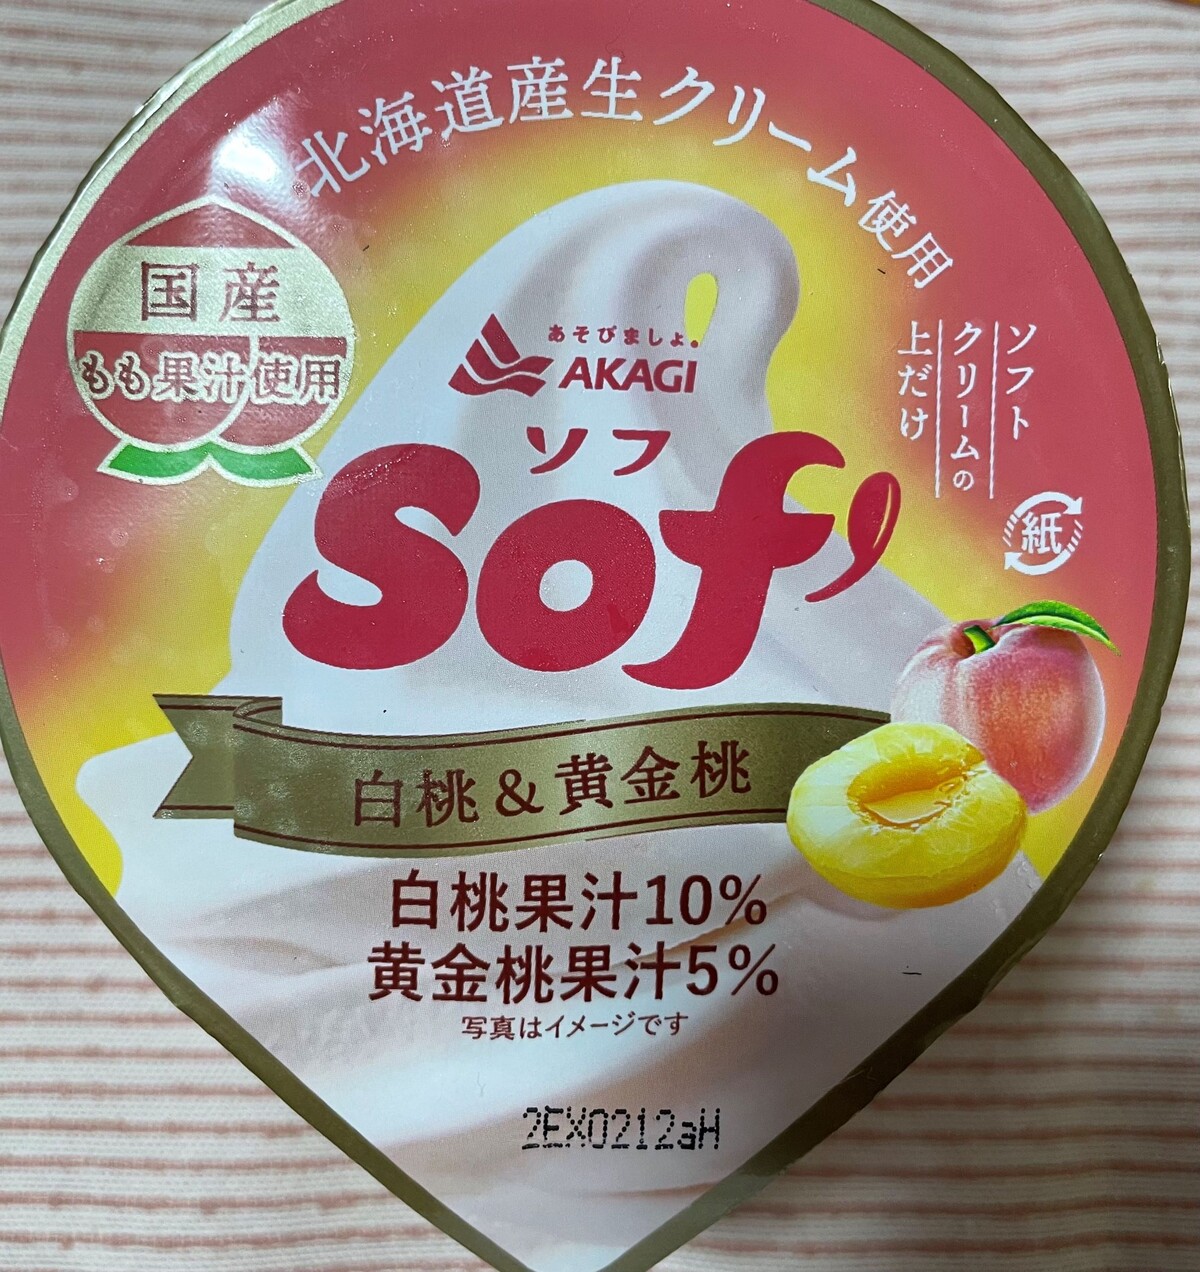 北海道産生クリーム使用
国産
もも果汁使用
あそびましょ。
AKAGI
ソフ
Sof'
ソフト
クリームの
上だけ
紙
白桃&黄金桃
白桃果汁10%
黄金桃果汁5%
写真はイメージです
2EX0212aH